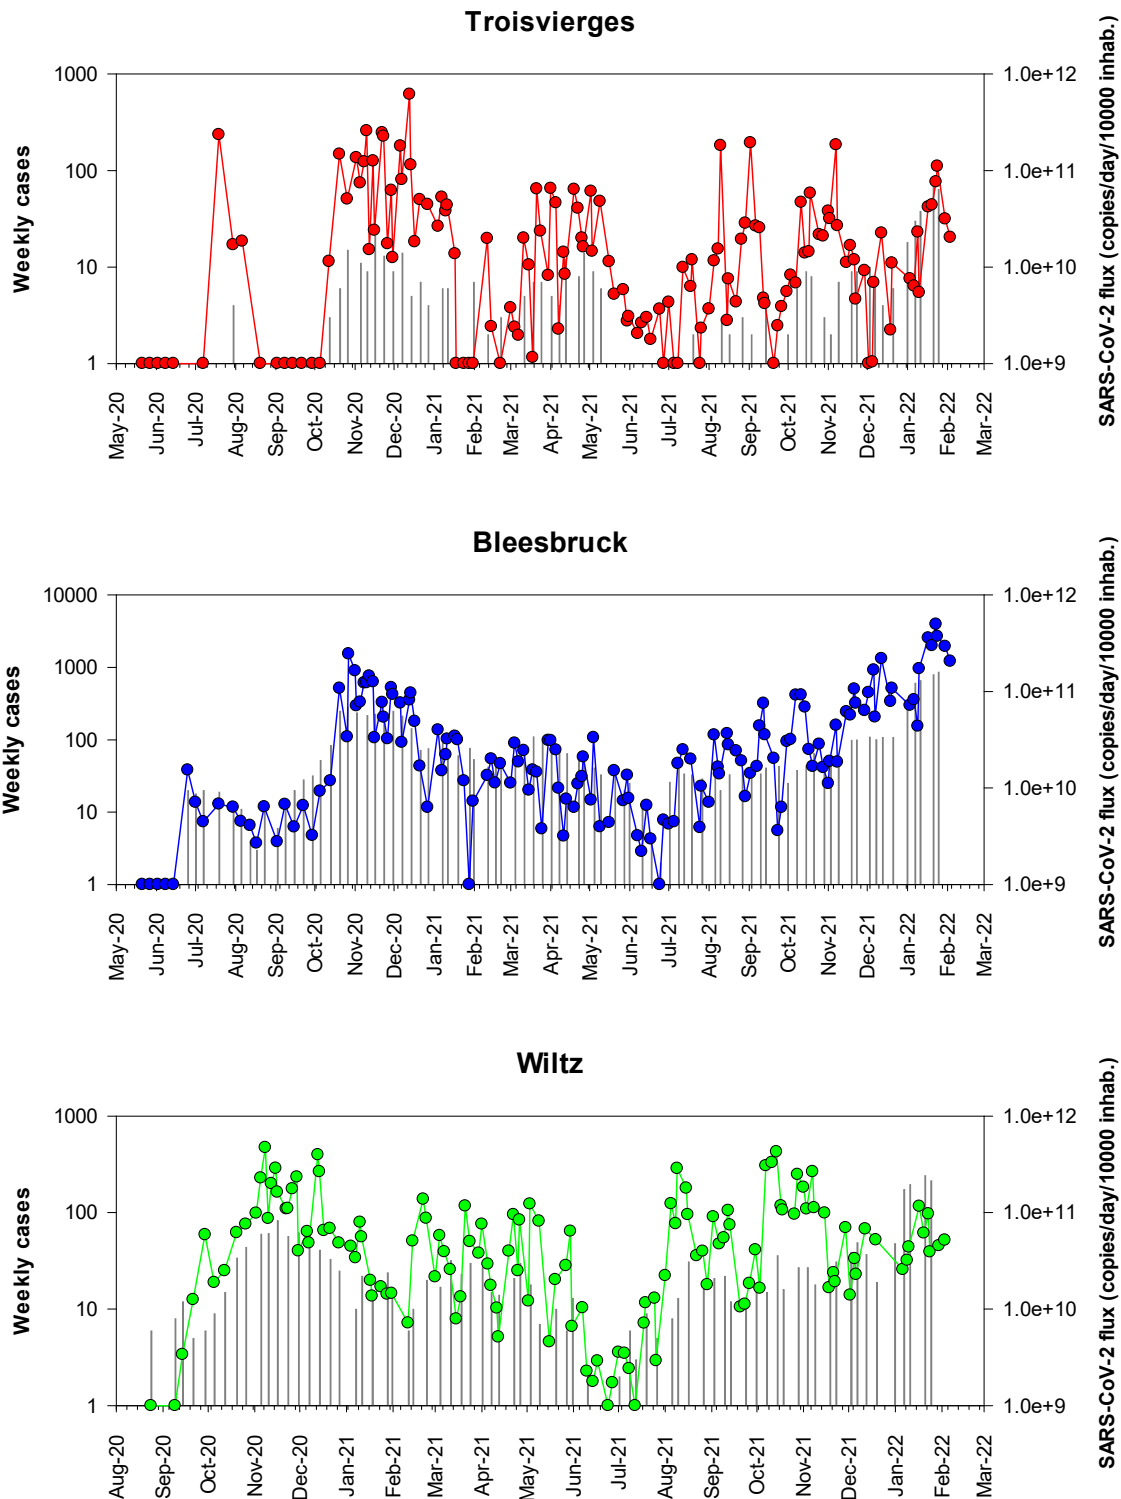 Troisvierges
1000
100
10
1
1.0e+12
1.0e+11
1.0e+10
1.0e+9
Weekly cases
SARS-CoV-2 flux (copies/day/10000 inhab.)
May-20
Jun-20
Jul-20
Aug-20
Sep-20
Oct-20
Nov-20
Dec-20
Jan-21
Feb-21
Mar-21
Apr-21
May-21
Jun-21
Jul-21
Aug-21
Sep-21
Oct-21
Nov-21
Dec-21
Jan-22
Feb-22
Mar-22
Bleesbruck
10000
1000
100
10
1
1.0e+12
1.0e+11
1.0e+10
1.0e+9
Weekly cases
SARS-CoV-2 flux (copies/day/10000 inhab.)
May-20
Jun-20
Jul-20
Aug-20
Sep-20
Oct-20
Nov-20
Dec-20
Jan-21
Feb-21
Mar-21
Apr-21
May-21
Jun-21
Jul-21
Aug-21
Sep-21
Oct-21
Nov-21
Dec-21
Jan-22
Feb-22
Mar-22
Wiltz
1000
100
10
1
1.0e+12
1.0e+11
1.0e+10
1.0e+9
Weekly cases
SARS-CoV-2 flux (copies/day/10000 inhab.)
Aug-20
Sep-20
Oct-20
Nov-20
Dec-20
Jan-21
Feb-21
Mar-21
Apr-21
May-21
Jun-21
Jul-21
Aug-21
Sep-21
Oct-21
Nov-21
Dec-21
Jan-22
Feb-22
Mar-22